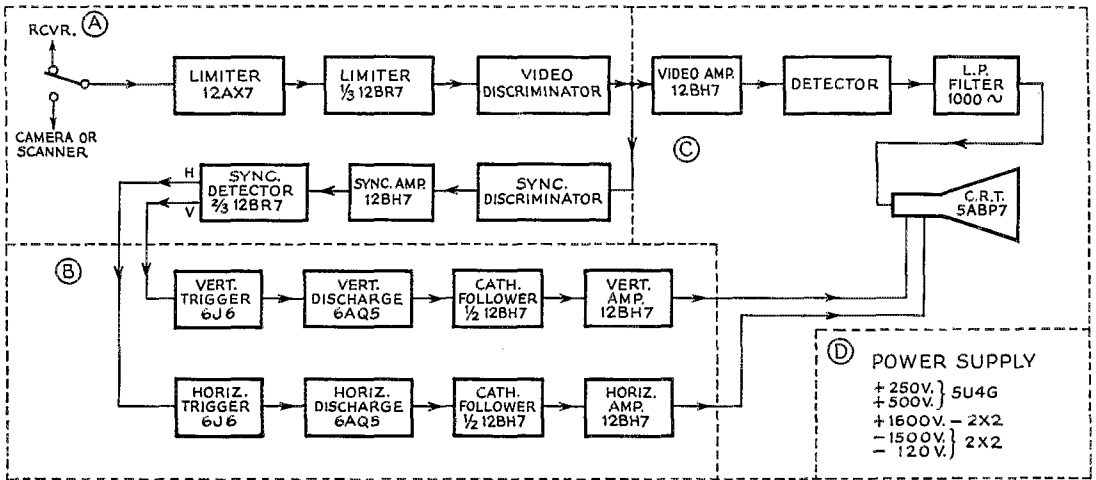 RCVR.
A
LIMITER
12AX7
LIMITER
⅓ 12BR7
VIDEO
DISCRIMINATOR
VIDEO AMP.
12BH7
DETECTOR
L.P.
FILTER
1000 ~
CAMERA OR
SCANNER
H
V
SYNC.
DETECTOR
⅔ 12BR7
SYNC. AMP.
12BH7
SYNC.
DISCRIMINATOR
C
C.R.T.
5ABP7
B
VERT.
TRIGGER
6J6
VERT.
DISCHARGE
6AQ5
CATH.
FOLLOWER
½ 12BH7
VERT.
AMP.
12BH7
HORIZ.
TRIGGER
6J6
HORIZ.
DISCHARGE
6AQ5
CATH.
FOLLOWER
½ 12BH7
HORIZ.
AMP.
12BH7
D
POWER SUPPLY
+250V. } 5U4G
+500V.
+1600V. – 2X2
–1500V. } 2X2
– 120V.